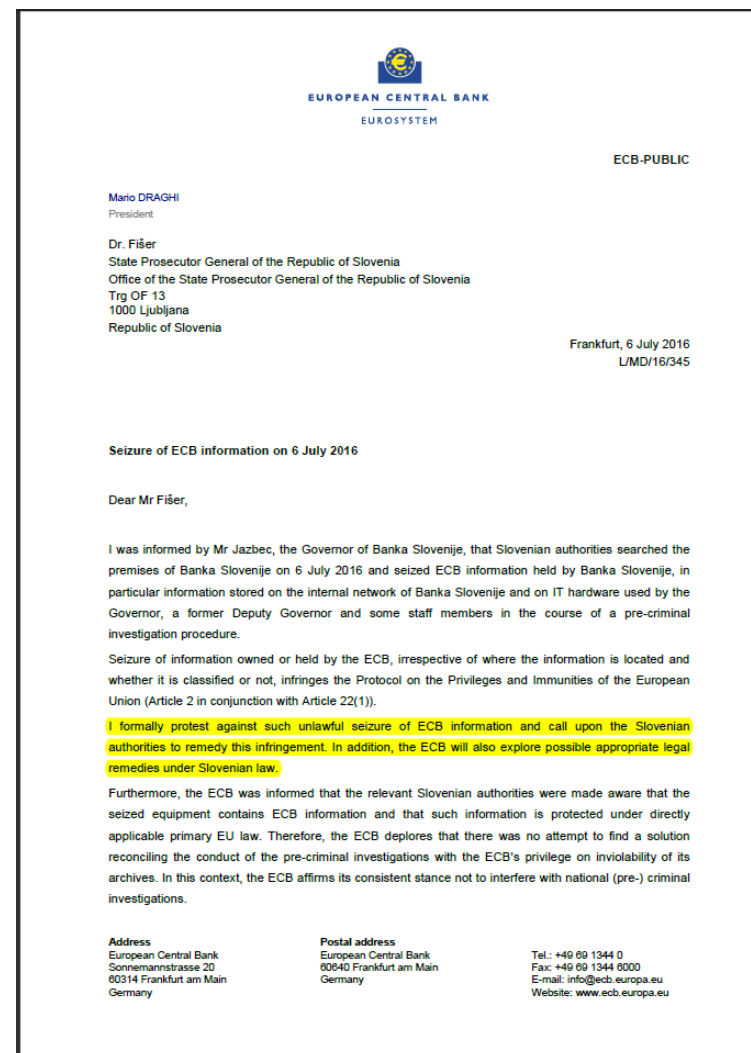 EUROPEAN CENTRAL BANK
EUROSYSTEM
ECB-PUBLIC
Mario DRAGHI
President
Dr. Fišer
State Prosecutor General of the Republic of Slovenia
Office of the State Prosecutor General of the Republic of Slovenia
Trg OF 13
1000 Ljubljana
Republic of Slovenia
Frankfurt, 6 July 2016
L/MD/16/345
Seizure of ECB information on 6 July 2016
Dear Mr Fišer,
I was informed by Mr Jazbec, the Governor of Banka Slovenije, that Slovenian authorities searched the
premises of Banka Slovenije on 6 July 2016 and seized ECB information held by Banka Slovenije, in
particular information stored on the internal network of Banka Slovenije and on IT hardware used by the
Governor, a former Deputy Governor and some staff members in the course of a pre-criminal
investigation procedure.
Seizure of information owned or held by the ECB, irrespective of where the information is located and
whether it is classified or not, infringes the Protocol on the Privileges and Immunities of the European
Union (Article 2 in conjunction with Article 22(1)).
I formally protest against such unlawful seizure of ECB information and call upon the Slovenian
authorities to remedy this infringement. In addition, the ECB will also explore possible appropriate legal
remedies under Slovenian law.
Furthermore, the ECB was informed that the relevant Slovenian authorities were made aware that the
seized equipment contains ECB information and that such information is protected under directly
applicable primary EU law. Therefore, the ECB deplores that there was no attempt to find a solution
reconciling the conduct of the pre-criminal investigations with the ECB's privilege on inviolability of its
archives. In this context, the ECB affirms its consistent stance not to interfere with national (pre-) criminal
investigations.
Address
European Central Bank
Sonnemannstrasse 20
60314 Frankfurt am Main
Germany
Postal address
European Central Bank
60640 Frankfurt am Main
Germany
Tel.: +49 69 1344 0
Fax: +49 69 1344 6000
E-mail: info@ecb.europa.eu
Website: www.ecb.europa.eu